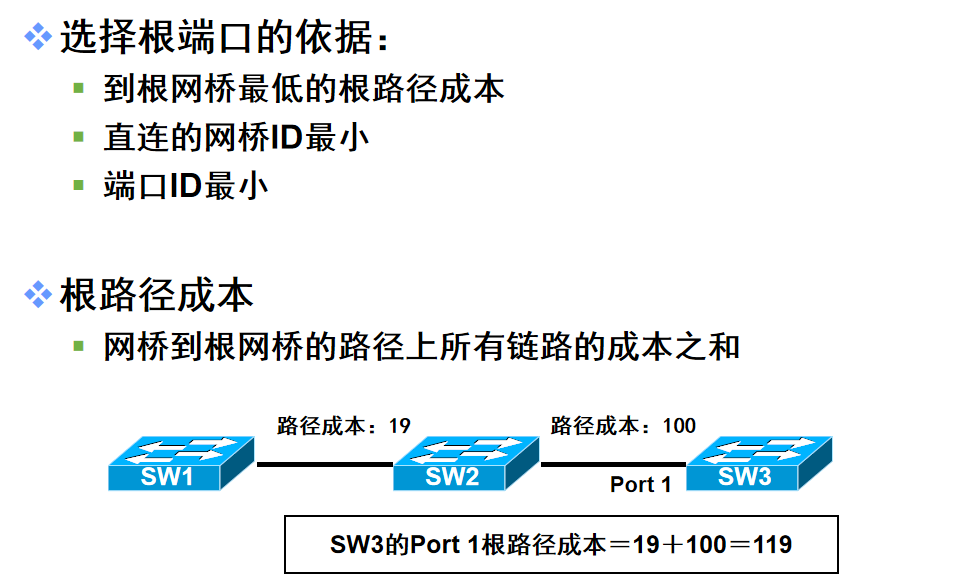 选择根端口的依据：
到根网桥最低的根路径成本
直连的网桥ID最小
端口ID最小
根路径成本
网桥到根网桥的路径上所有链路的成本之和
路径成本：19
路径成本：100
SW1
SW2
SW3
Port 1
SW3的Port 1根路径成本＝19＋100＝119